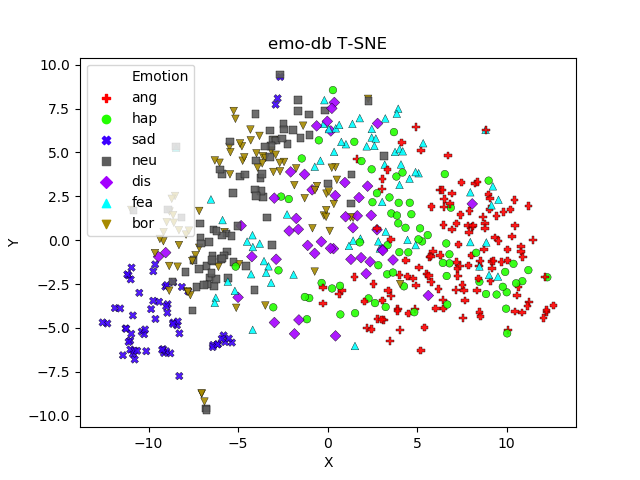 emo-db T-SNE
10.0
7.5
5.0
2.5
0.0
−2.5
−5.0
−7.5
−10.0
Y
Emotion
ang
hap
sad
neu
dis
fea
bor
−10 −5 0 5 10
X